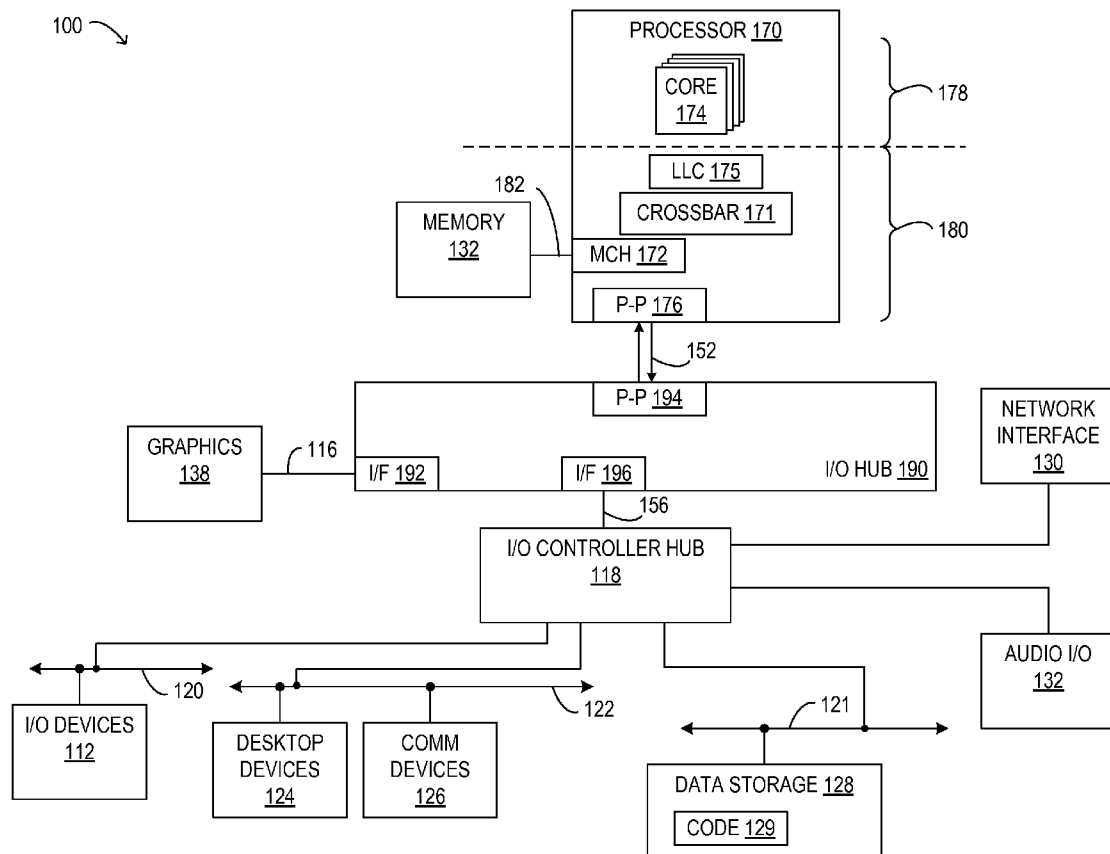 100
PROCESSOR 170
CORE
174
178
LLC 175
CROSSBAR 171
182
MEMORY
132
MCH 172
180
P-P 176
152
P-P 194
NETWORK
INTERFACE
130
GRAPHICS
138
116
I/F 192
I/F 196
I/O HUB 190
156
I/O CONTROLLER HUB
118
AUDIO I/O
132
120
122
121
I/O DEVICES
112
DESKTOP
DEVICES
124
COMM
DEVICES
126
DATA STORAGE 128
CODE 129